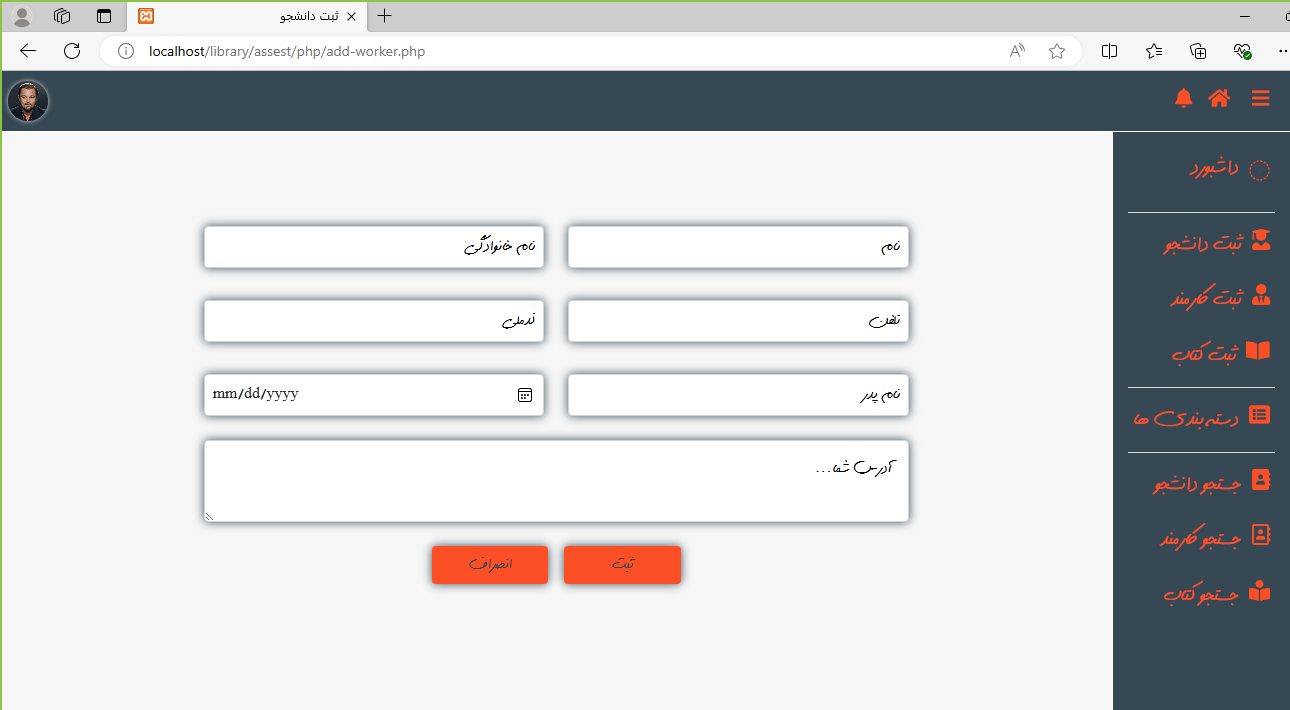 ثبت دانشجو
localhost/library/assest/php/add-worker.php
داشبورد
ثبت دانشجو
ثبت کارمند
ثبت کتاب
دسته بندی ها
جستجو دانشجو
جستجو کارمند
جستجو کتاب
نام
نام خانوادگی
تلفن
کدملی
نام پدر
mm/dd/yyyy
آدرس شما...
ثبت
انصراف